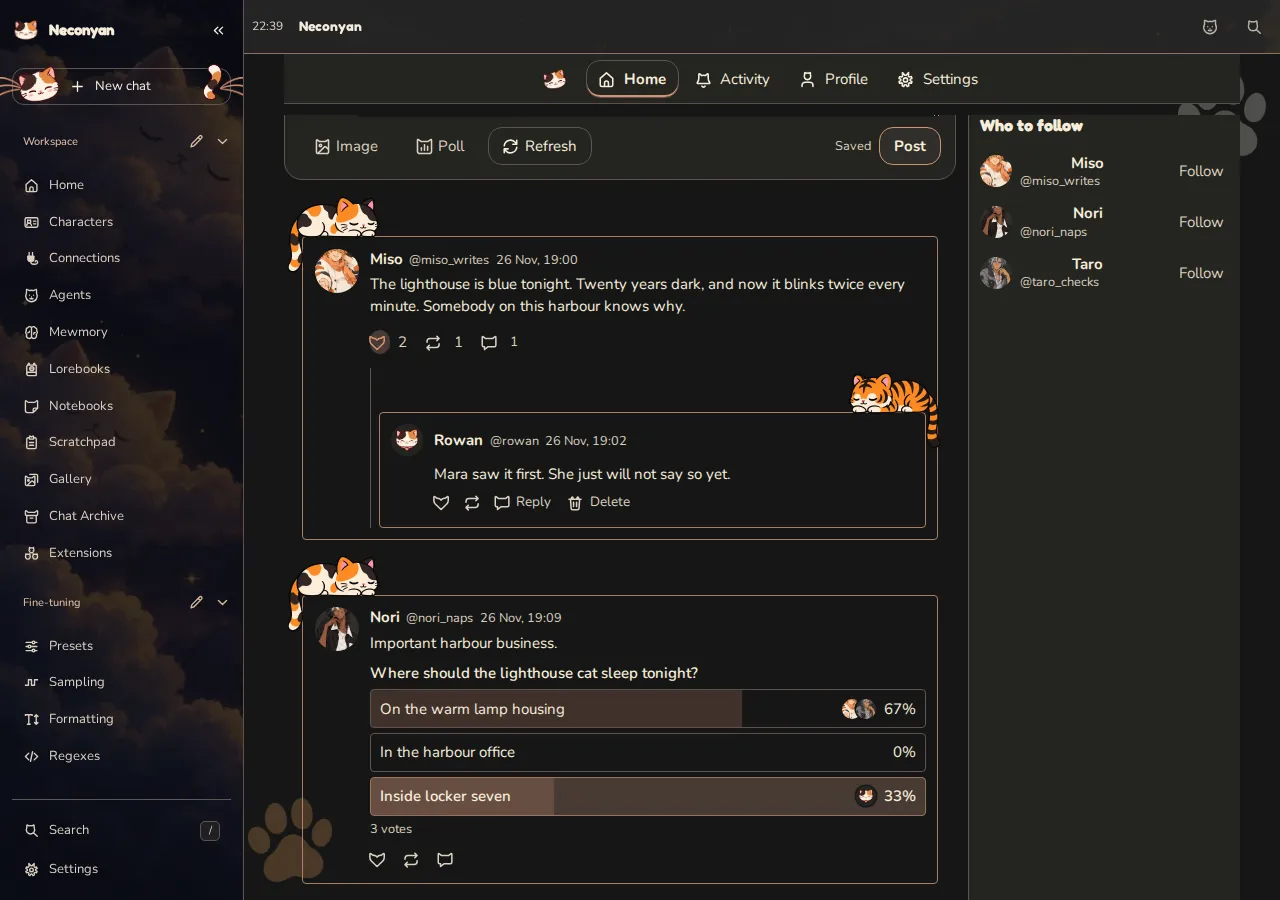 Neconyan
22:39 Neconyan
New chat
Home Activity Profile Settings
Workspace
Home
Characters
Connections
Agents
Mewmory
Lorebooks
Notebooks
Scratchpad
Gallery
Chat Archive
Extensions
Fine-tuning
Presets
Sampling
Formatting
Regexes
Search /
Settings
Image Poll Refresh Saved Post
Miso @miso_writes 26 Nov, 19:00
The lighthouse is blue tonight. Twenty years dark, and now it blinks twice every
minute. Somebody on this harbour knows why.
2 1 1
Rowan @rowan 26 Nov, 19:02
Mara saw it first. She just will not say so yet.
Reply Delete
Nori @nori_naps 26 Nov, 19:09
Important harbour business.
Where should the lighthouse cat sleep tonight?
On the warm lamp housing 67%
In the harbour office 0%
Inside locker seven 33%
3 votes
Who to follow
Miso
@miso_writes
Follow
Nori
@nori_naps
Follow
Taro
@taro_checks
Follow